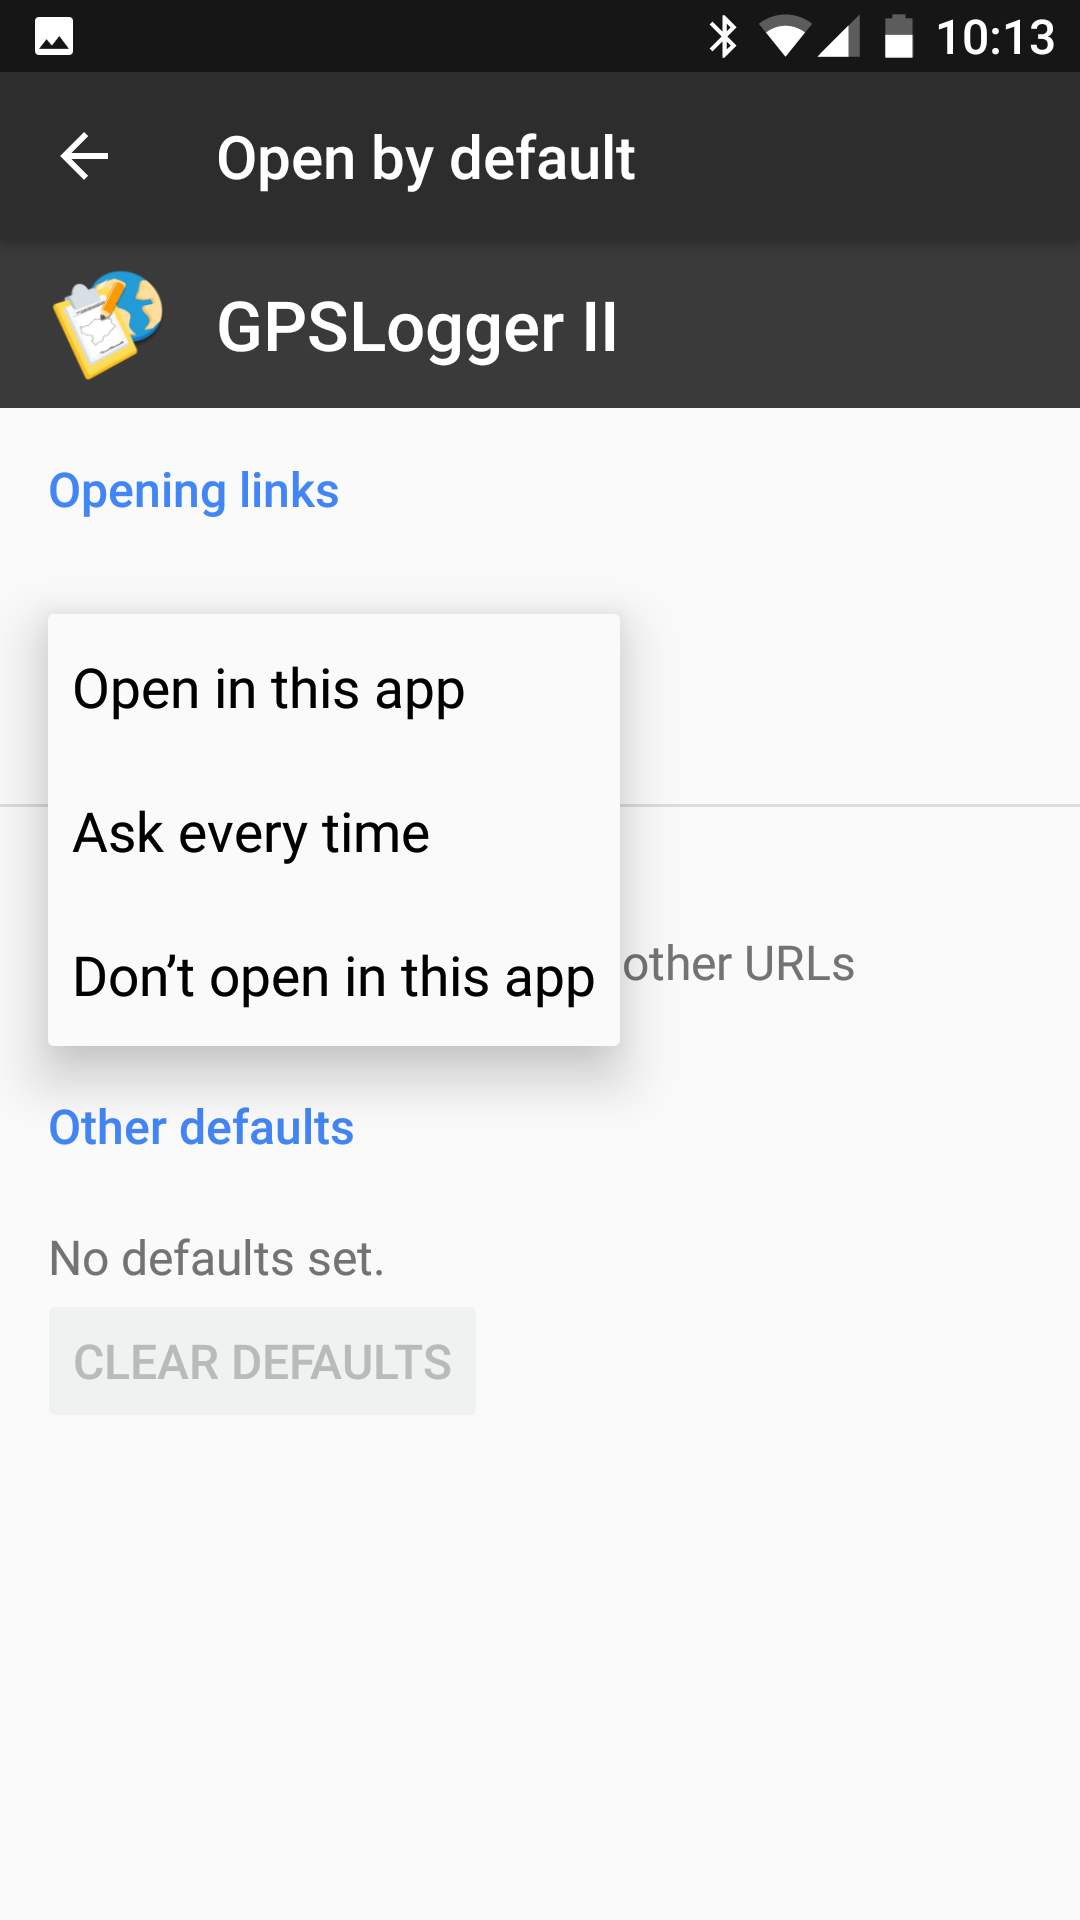 10:13
Open by default
GPSLogger II
Opening links
Open in this app
Ask every time
Don’t open in this app
other URLs
Other defaults
No defaults set.
CLEAR DEFAULTS